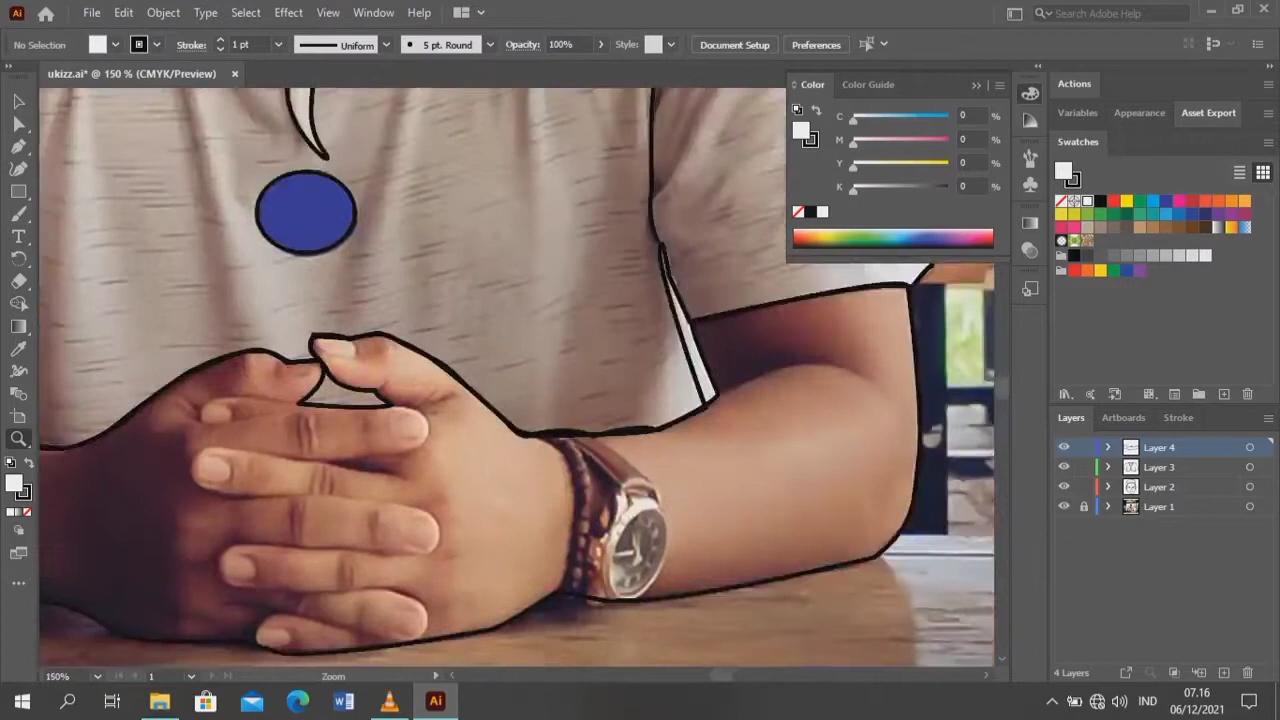 Ai File Edit Object Type Select Effect View Window Help Search Adobe Help
No Selection Stroke: 1 pt Uniform 5 pt. Round Opacity: 100% Style: Document Setup Preferences
ukizz.ai* @ 150 % (CMYK/Preview)
Color Color Guide
C 0 %
M 0 %
Y 0 %
K 0 %
Actions
Variables Appearance Asset Export
Swatches
Layers Artboards Stroke
Layer 4
Layer 3
Layer 2
Layer 1
4 Layers
150% 1 Zoom
Ai IND 07.16
06/12/2021